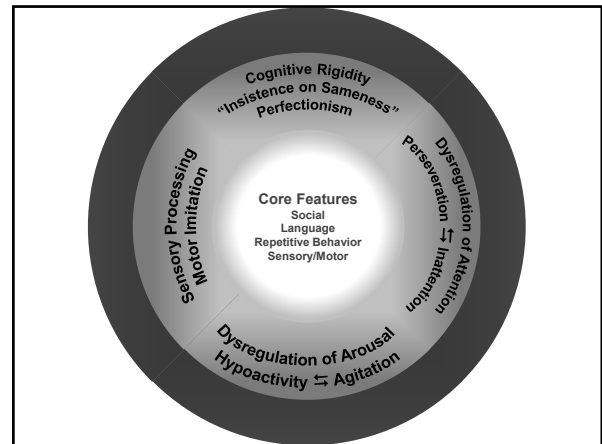 Cognitive Rigidity
“Insistence on Sameness”
Perfectionism
Dysregulation of Attention
Perseveration ⇆ Inattention
Sensory Processing
Motor Imitation
Core Features
Social
Language
Repetitive Behavior
Sensory/Motor
Dysregulation of Arousal
Hypoactivity ⇆ Agitation